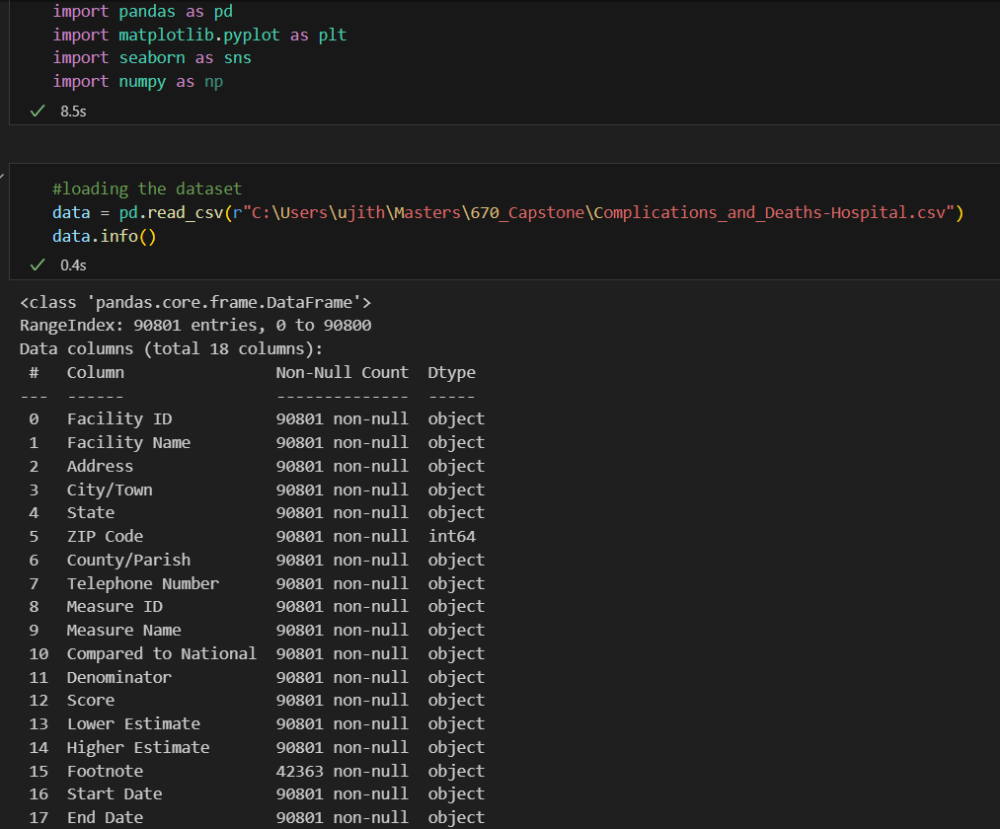 import pandas as pd
import matplotlib.pyplot as plt
import seaborn as sns
import numpy as np
8.5s
#loading the dataset
data = pd.read_csv(r"C:\Users\ujith\Masters\670_Capstone\Complications_and_Deaths-Hospital.csv")
data.info()
0.4s
<class 'pandas.core.frame.DataFrame'>
RangeIndex: 90801 entries, 0 to 90800
Data columns (total 18 columns):
 #   Column                Non-Null Count  Dtype
---  ------                --------------  -----
 0   Facility ID           90801 non-null  object
 1   Facility Name         90801 non-null  object
 2   Address               90801 non-null  object
 3   City/Town             90801 non-null  object
 4   State                 90801 non-null  object
 5   ZIP Code              90801 non-null  int64
 6   County/Parish         90801 non-null  object
 7   Telephone Number      90801 non-null  object
 8   Measure ID            90801 non-null  object
 9   Measure Name          90801 non-null  object
 10  Compared to National  90801 non-null  object
 11  Denominator           90801 non-null  object
 12  Score                 90801 non-null  object
 13  Lower Estimate        90801 non-null  object
 14  Higher Estimate       90801 non-null  object
 15  Footnote              42363 non-null  object
 16  Start Date            90801 non-null  object
 17  End Date              90801 non-null  object